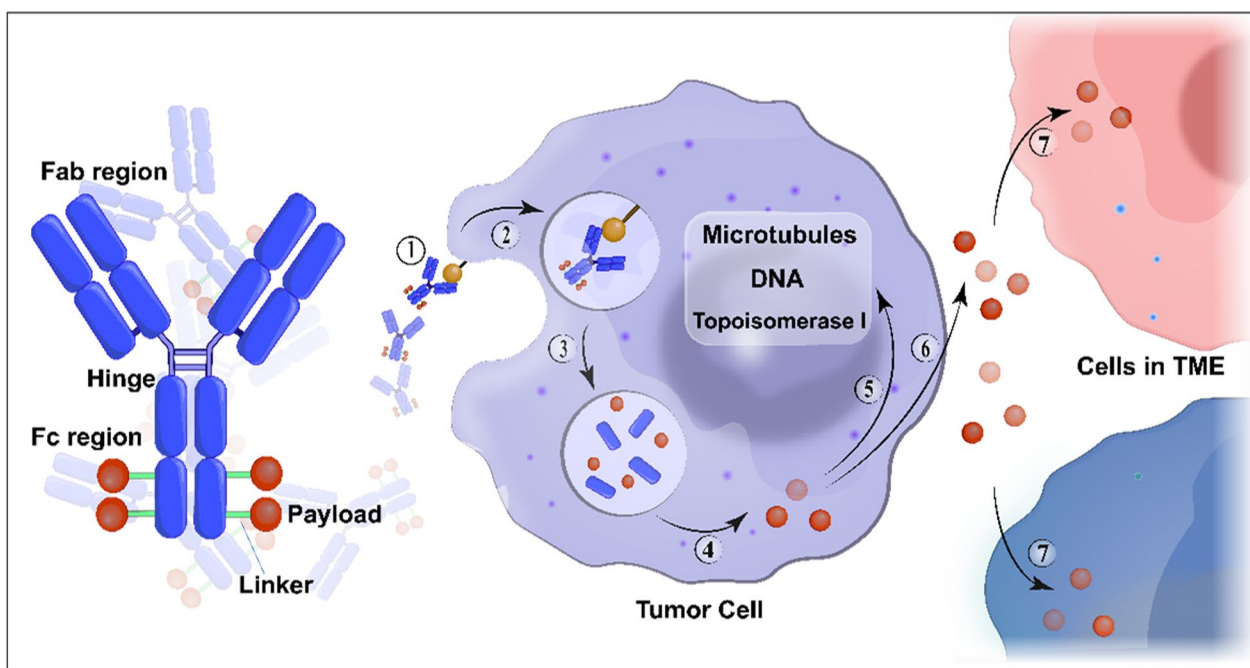 Fab region
Hinge
Fc region
Payload
Linker
1
2
3
4
5
6
7
7
Microtubules
DNA
Topoisomerase I
Tumor Cell
Cells in TME